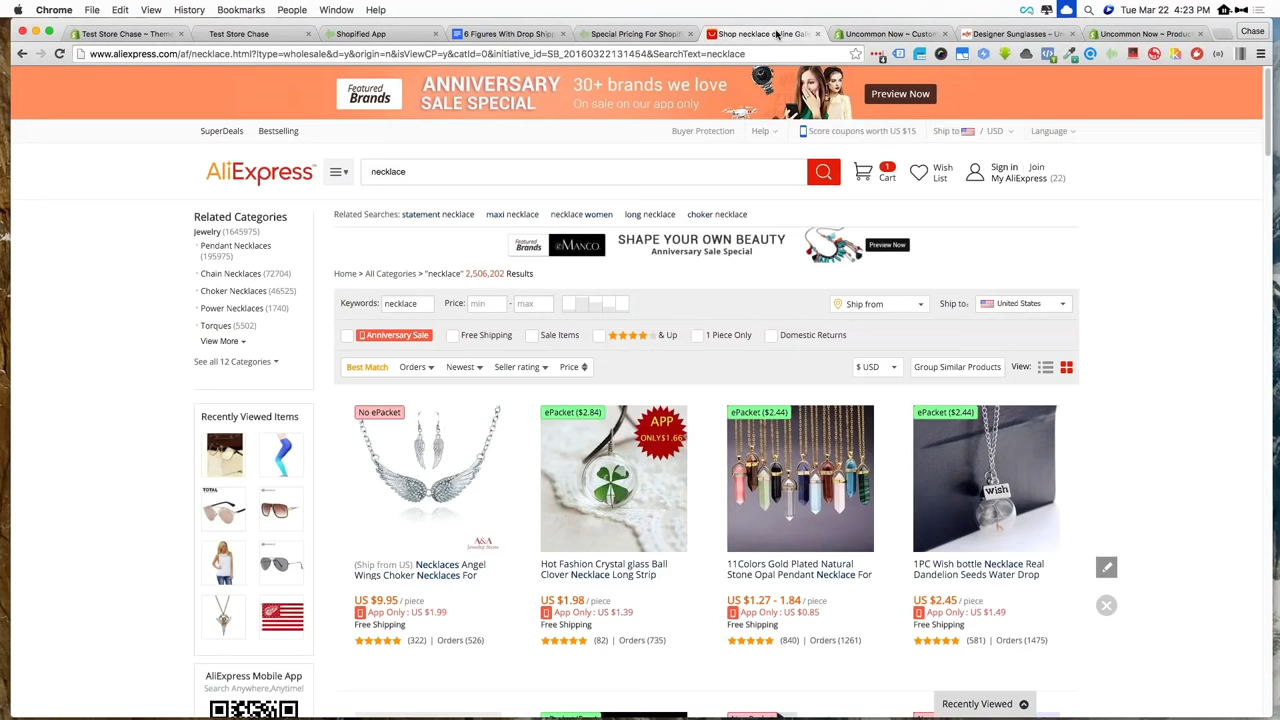 Chrome File Edit View History Bookmarks People Window Help Tue Mar 22 4:23 PM
Test Store Chase ~ Theme Test Store Chase Shopified App 6 Figures With Drop Shipp Special Pricing For Shopif Shop necklace online Gall Uncommon Now ~ Custom Designer Sunglasses – Un Uncommon Now ~ Produc Chase
www.aliexpress.com/af/necklace.html?ltype=wholesale&d=y&origin=n&isViewCP=y&catId=0&initiative_id=SB_20160322131454&SearchText=necklace
Featured Brands
ANNIVERSARY SALE SPECIAL
30+ brands we love
On sale on our app only
Preview Now
SuperDeals Bestselling Buyer Protection Help Score coupons worth US $15 Ship to / USD Language
AliExpress necklace 1 Cart Wish List Sign in Join My AliExpress (22)
Related Categories
Jewelry (1645975)
Pendant Necklaces (195975)
Chain Necklaces (72704)
Choker Necklaces (46525)
Power Necklaces (1740)
Torques (5502)
View More
See all 12 Categories
Related Searches: statement necklace maxi necklace necklace women long necklace choker necklace
Featured Brands eMANCO SHAPE YOUR OWN BEAUTY
Anniversary Sale Special
Preview Now
Home > All Categories > "necklace" 2,506,202 Results
Keywords: necklace Price: min - max Ship from Ship to: United States
Anniversary Sale Free Shipping Sale Items & Up 1 Piece Only Domestic Returns
Best Match Orders Newest Seller rating Price $ USD Group Similar Products View:
Recently Viewed Items
TOTAL
No ePacket
A&A
Jewelry Store
(Ship from US) Necklaces Angel
Wings Choker Necklaces For
US $9.95 / piece
App Only : US $1.99
Free Shipping
(322) | Orders (526)
ePacket ($2.84)
APP
ONLY$1.66
Hot Fashion Crystal glass Ball
Clover Necklace Long Strip
US $1.98 / piece
App Only : US $1.39
Free Shipping
(82) | Orders (735)
ePacket ($2.44)
11Colors Gold Plated Natural
Stone Opal Pendant Necklace For
US $1.27 - 1.84 / piece
App Only : US $0.85
Free Shipping
(840) | Orders (1261)
ePacket ($2.44)
Wish
1PC Wish bottle Necklace Real
Dandelion Seeds Water Drop
US $2.45 / piece
App Only : US $1.49
Free Shipping
(581) | Orders (1475)
AliExpress Mobile App
Search Anywhere,Anytime!
Recently Viewed